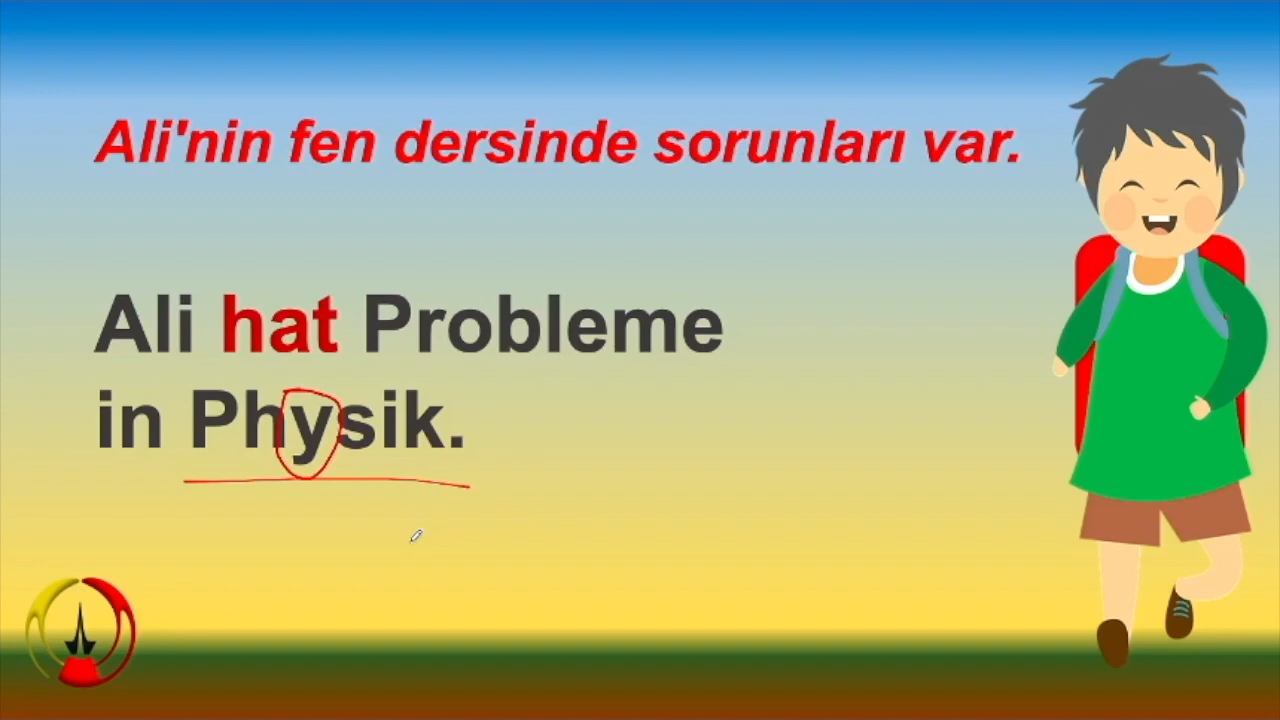 Ali'nin fen dersinde sorunları var.
Ali hat Probleme
in Physik.